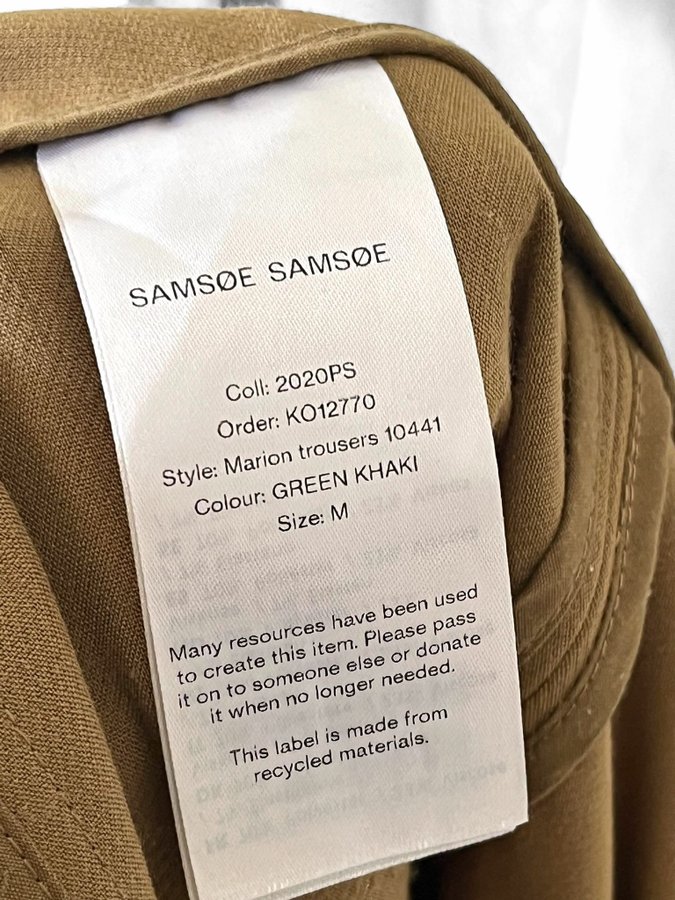 SAMSØE SAMSØE
Coll: 2020PS
Order: KO12770
Style: Marion trousers 10441
Colour: GREEN KHAKI
Size: M
Many resources have been used
to create this item. Please pass
it on to someone else or donate
it when no longer needed.
This label is made from
recycled materials.